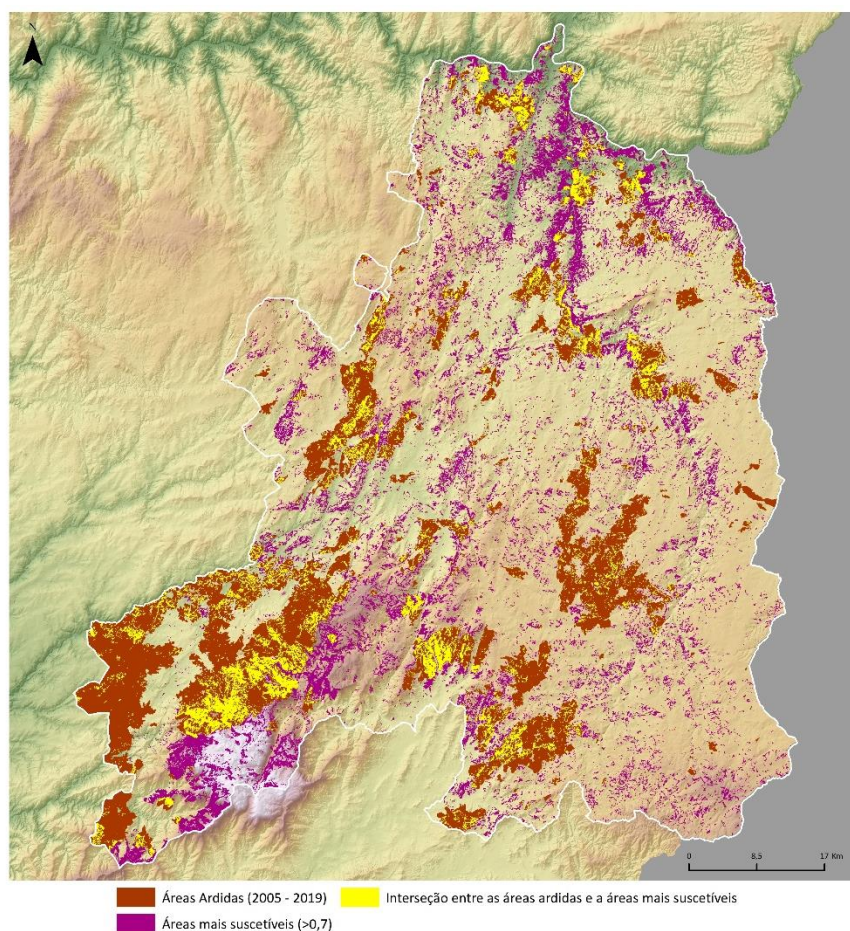 N
0 8,5 17 Km
Áreas Ardidas (2005 - 2019) Interseção entre as áreas ardidas e a áreas mais suscetíveis
Áreas mais suscetíveis (>0,7)